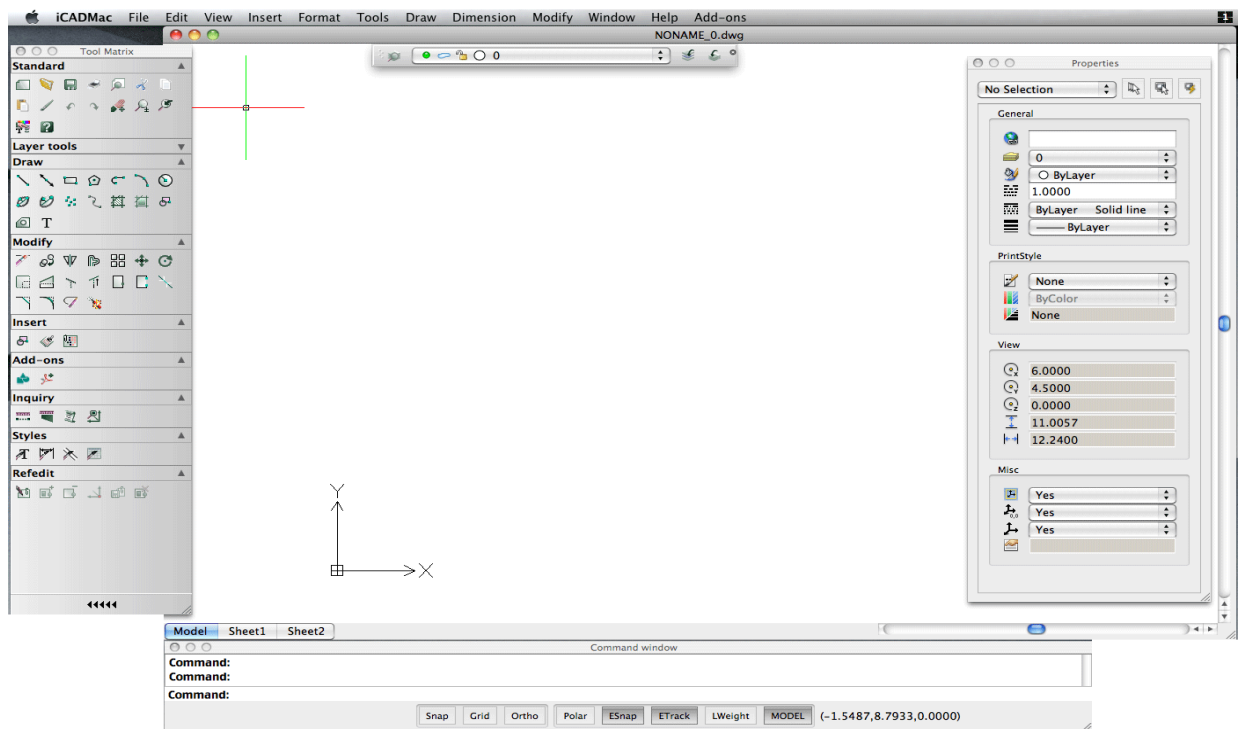 iCADMac File Edit View Insert Format Tools Draw Dimension Modify Window Help Add-ons 1
NONAME_0.dwg
Tool Matrix
Standard
Layer tools
Draw
T
Modify
Insert
Add-ons
Inquiry
Styles
Refedit
0
Properties
No Selection
General
0
ByLayer
1.0000
ByLayer Solid line
ByLayer
PrintStyle
None
ByColor
None
View
6.0000
4.5000
0.0000
11.0057
12.2400
Misc
Yes
Yes
Yes
Y
X
Model Sheet1 Sheet2
Command window
Command:
Command:
Command:
Snap Grid Ortho Polar ESnap ETrack LWeight MODEL (-1.5487,8.7933,0.0000)